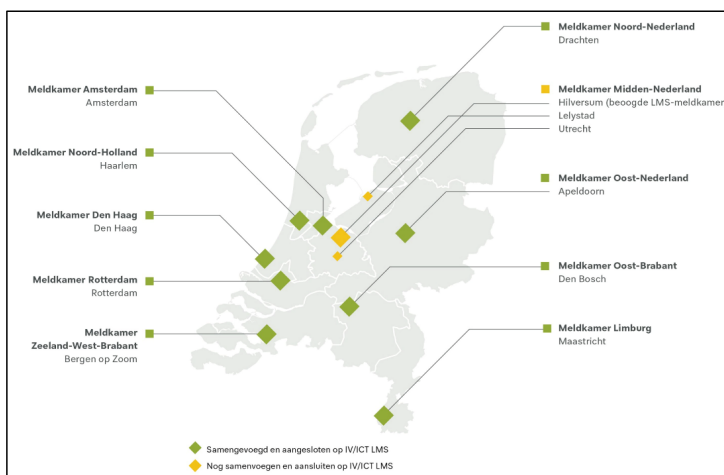 Meldkamer Noord-Nederland
Drachten
Meldkamer Amsterdam
Amsterdam
Meldkamer Midden-Nederland
Hilversum (beoogde LMS-meldkamer
Lelystad
Utrecht
Meldkamer Noord-Holland
Haarlem
Meldkamer Oost-Nederland
Apeldoorn
Meldkamer Den Haag
Den Haag
Meldkamer Rotterdam
Rotterdam
Meldkamer Oost-Brabant
Den Bosch
Meldkamer
Zeeland-West-Brabant
Bergen op Zoom
Meldkamer Limburg
Maastricht
Samengevoegd en aangesloten op IV/ICT LMS
Nog samenvoegen en aansluiten op IV/ICT LMS